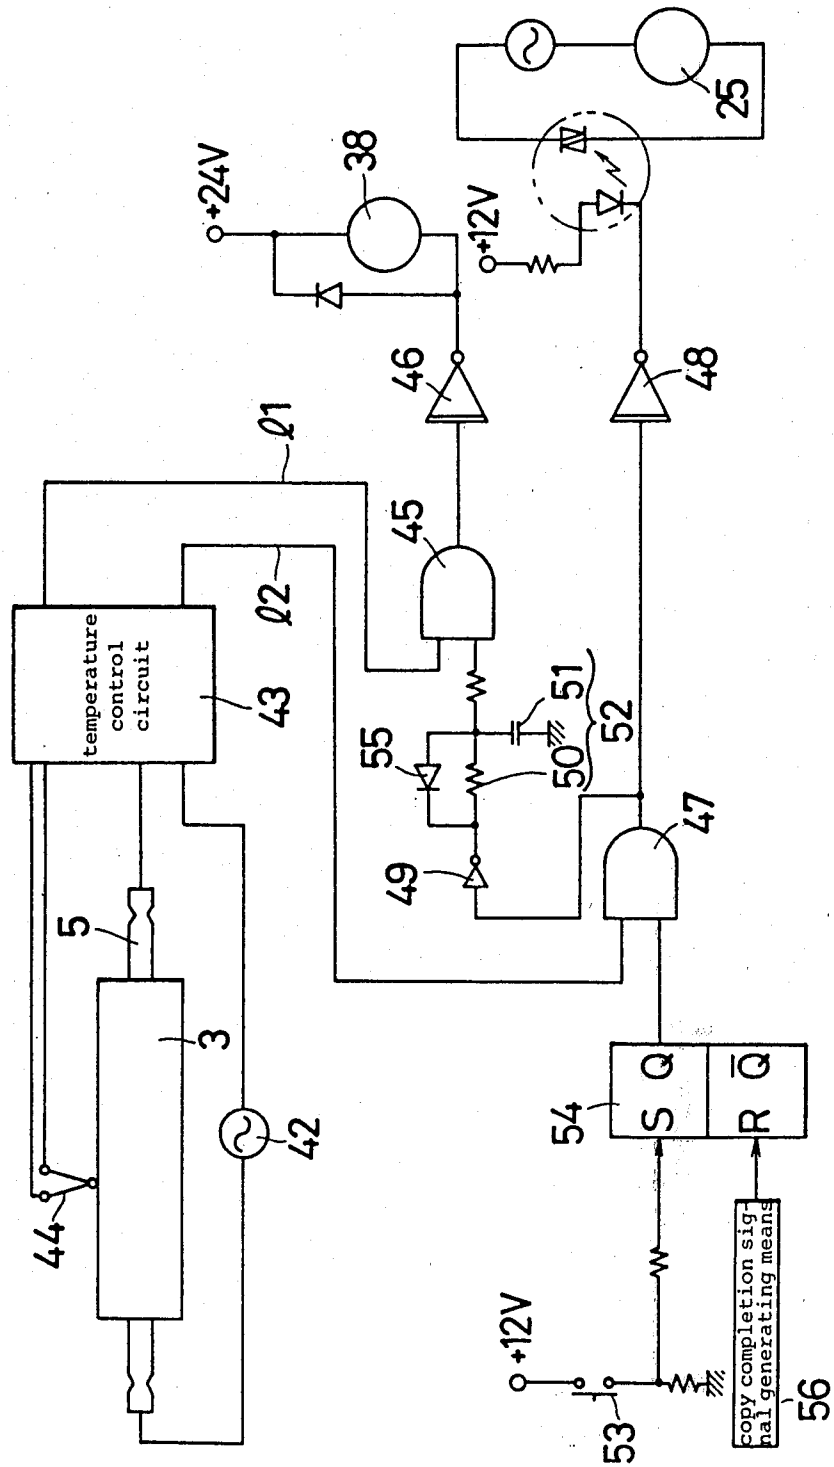 25
+24V
38
+12V
46
48
ℓ1
45
ℓ2
temperature
control
circuit
43
55
51
50
52
47
49
5
3
42
44
54
S Q
R Q̅
+12V
53
copy completion sig-
nal generating means
56